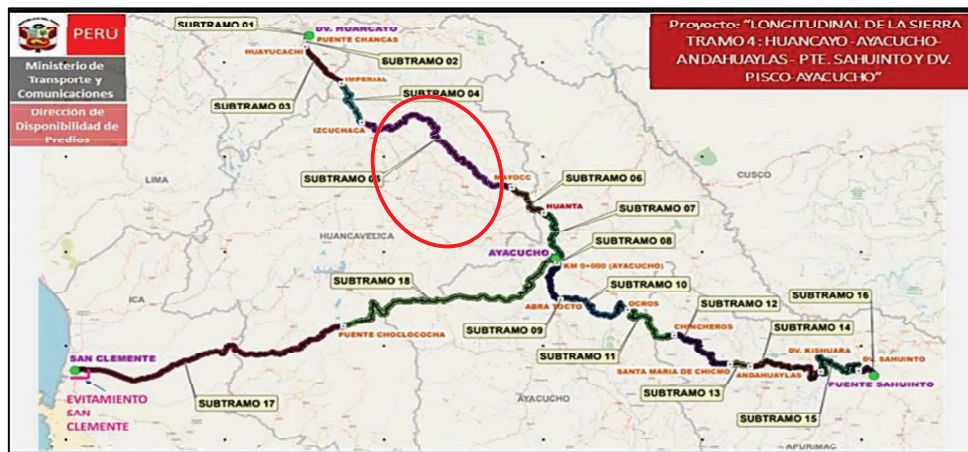 PERÚ
Ministerio de
Transporte y
Comunicaciones
Dirección de
Disponibilidad de
Predios
Proyecto: "LONGITUDINAL DE LA SIERRA
TRAMO 4: HUANCAYO -AYACUCHO-
ANDAHUAYLAS - PTE. SAHUINTO Y DV.
PISCO-AYACUCHO"
SUBTRAMO 01
DV. HUANCAYO
PUENTE CHANCAS
HUAYUCACHI
SUBTRAMO 02
IMPERIAL
SUBTRAMO 03
SUBTRAMO 04
IZCUCHACA
LIMA
SUBTRAMO 05
MAYOCC
SUBTRAMO 06
CUSCO
HUANTA
SUBTRAMO 07
HUANCAVELICA
SUBTRAMO 08
AYACUCHO
KM 0+000 (AYACUCHO)
SUBTRAMO 18
SUBTRAMO 10
SUBTRAMO 16
ICA
ABRA TOCTO
OCROS
SUBTRAMO 12
SUBTRAMO 09
CHINCHEROS
SUBTRAMO 14
PUENTE CHOCLOCOCHA
SUBTRAMO 11
DV. KISHUARA
DV. SAHUINTO
SAN CLEMENTE
SANTA MARIA DE CHICMO
ANDAHUAYLAS
PUENTE SAHUINTO
EVITAMIENTO
SAN
CLEMENTE
SUBTRAMO 17
AYACUCHO
SUBTRAMO 13
SUBTRAMO 15
APURIMAC